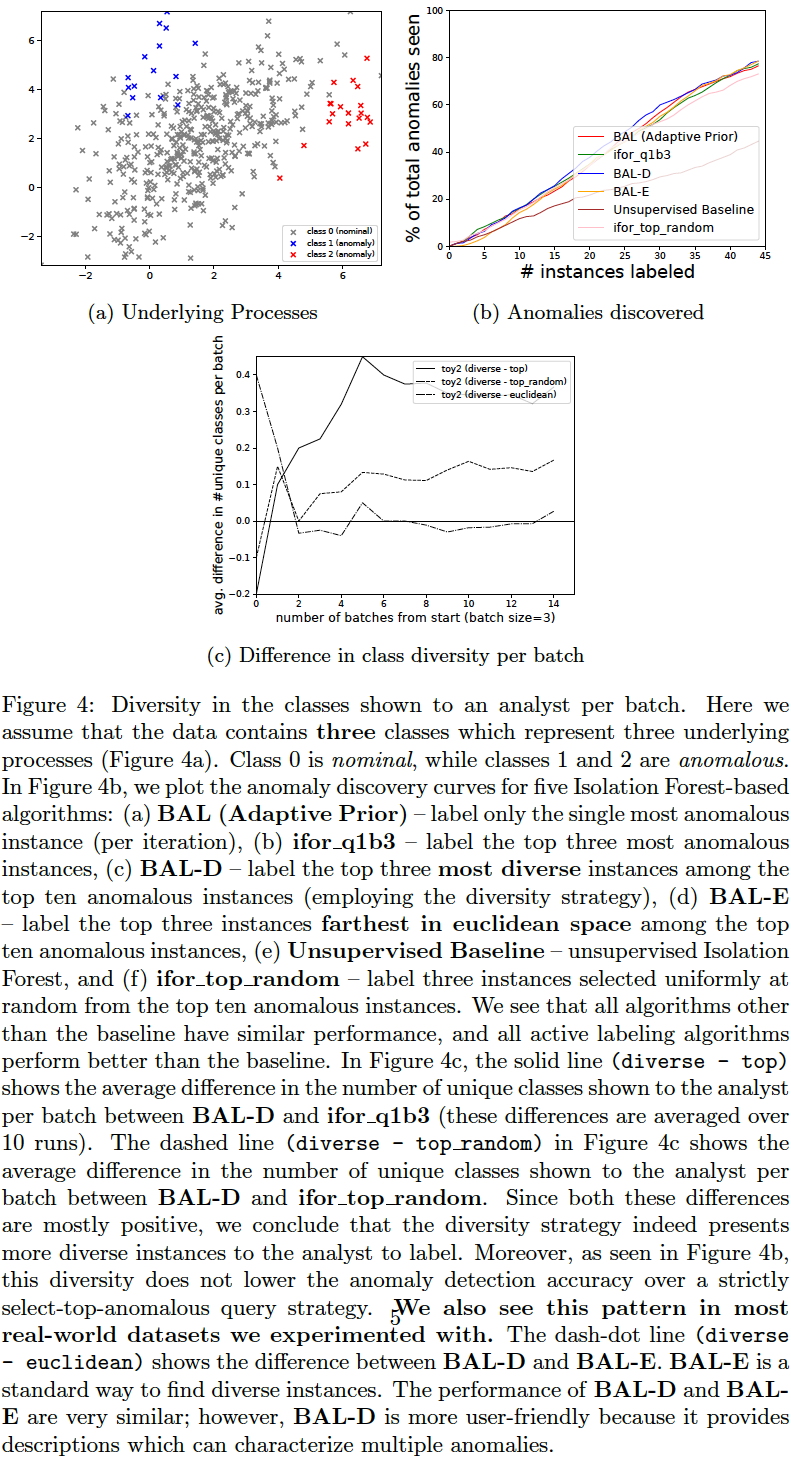 6
4
2
0
−2
−2
0
2
4
6
class 0 (nominal)
class 1 (anomaly)
class 2 (anomaly)
(a) Underlying Processes
% of total anomalies seen
100
80
60
40
20
0
0
5
10
15
20
25
30
35
40
45
BAL (Adaptive Prior)
ifor_q1b3
BAL-D
BAL-E
Unsupervised Baseline
ifor_top_random
# instances labeled
(b) Anomalies discovered
avg. difference in #unique classes per batch
0.4
0.3
0.2
0.1
0.0
−0.1
−0.2
0
2
4
6
8
10
12
14
toy2 (diverse - top)
toy2 (diverse - top_random)
toy2 (diverse - euclidean)
number of batches from start (batch size=3)
(c) Difference in class diversity per batch
Figure 4: Diversity in the classes shown to an analyst per batch. Here we
assume that the data contains three classes which represent three underlying
processes (Figure 4a). Class 0 is nominal, while classes 1 and 2 are anomalous.
In Figure 4b, we plot the anomaly discovery curves for five Isolation Forest-based
algorithms: (a) BAL (Adaptive Prior) – label only the single most anomalous
instance (per iteration), (b) ifor_q1b3 – label the top three most anomalous
instances, (c) BAL-D – label the top three most diverse instances among the
top ten anomalous instances (employing the diversity strategy), (d) BAL-E
– label the top three instances farthest in euclidean space among the top
ten anomalous instances, (e) Unsupervised Baseline – unsupervised Isolation
Forest, and (f) ifor_top_random – label three instances selected uniformly at
random from the top ten anomalous instances. We see that all algorithms other
than the baseline have similar performance, and all active labeling algorithms
perform better than the baseline. In Figure 4c, the solid line (diverse - top)
shows the average difference in the number of unique classes shown to the analyst
per batch between BAL-D and ifor_q1b3 (these differences are averaged over
10 runs). The dashed line (diverse - top_random) in Figure 4c shows the
average difference in the number of unique classes shown to the analyst per
batch between BAL-D and ifor_top_random. Since both these differences
are mostly positive, we conclude that the diversity strategy indeed presents
more diverse instances to the analyst to label. Moreover, as seen in Figure 4b,
this diversity does not lower the anomaly detection accuracy over a strictly
select-top-anomalous query strategy. We also see this pattern in most
5
real-world datasets we experimented with. The dash-dot line (diverse
- euclidean) shows the difference between BAL-D and BAL-E. BAL-E is a
standard way to find diverse instances. The performance of BAL-D and BAL-
E are very similar; however, BAL-D is more user-friendly because it provides
descriptions which can characterize multiple anomalies.